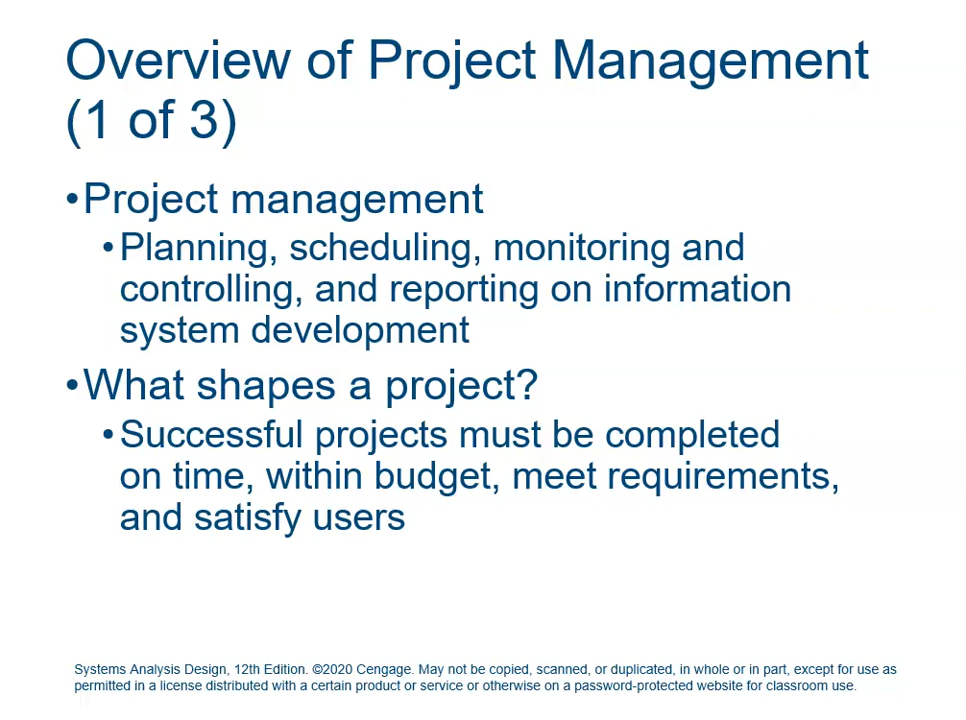 Overview of Project Management
(1 of 3)
•Project management
•Planning, scheduling, monitoring and
controlling, and reporting on information
system development
•What shapes a project?
•Successful projects must be completed
on time, within budget, meet requirements,
and satisfy users
Systems Analysis Design, 12th Edition. ©2020 Cengage. May not be copied, scanned, or duplicated, in whole or in part, except for use as
permitted in a license distributed with a certain product or service or otherwise on a password-protected website for classroom use.